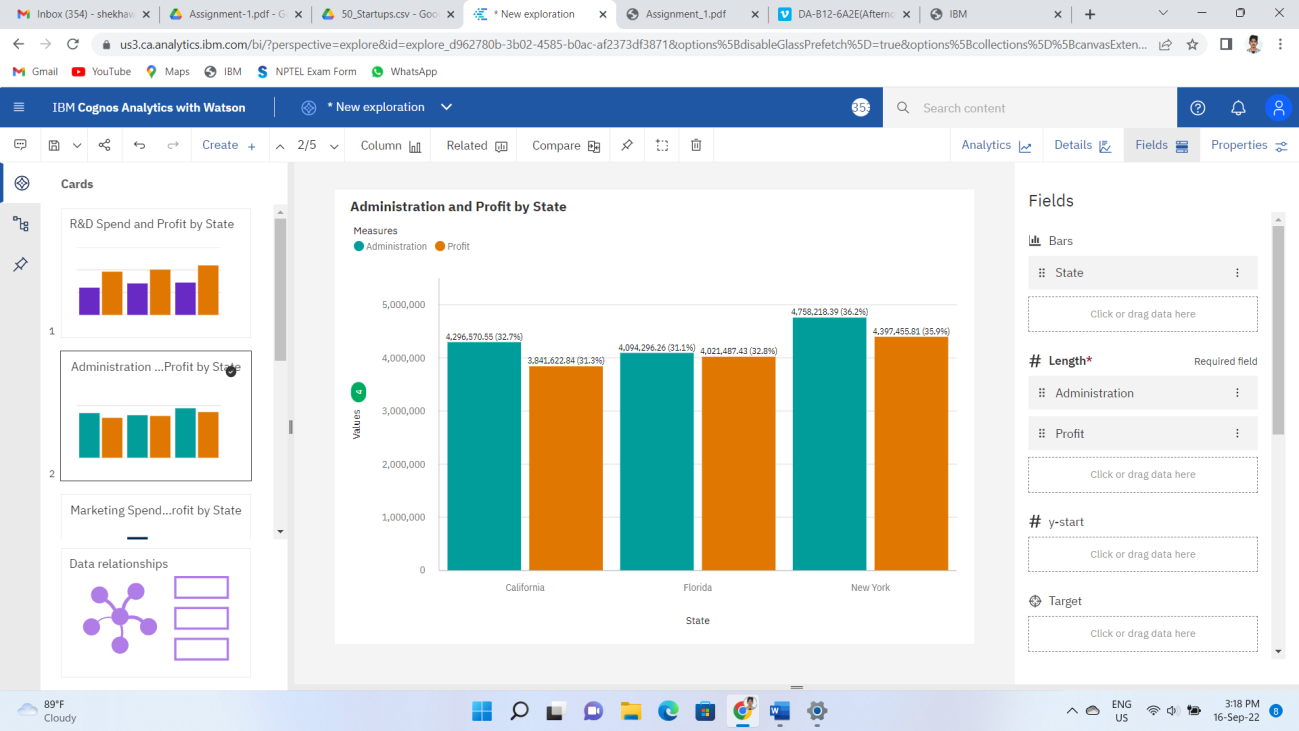 Inbox (354) - shekhaw
Assignment-1.pdf - G
50_Startups.csv - Goo
* New exploration
Assignment_1.pdf
DA-B12-6A2E(Afternc
IBM
us3.ca.analytics.ibm.com/bi/?perspective=explore&id=explore_d962780b-3b02-4585-b0ac-af2373df3871&options%5BdisableGlassPrefetch%5D=true&options%5Bcollections%5D%5BcanvasExten...
Gmail
YouTube
Maps
IBM
NPTEL Exam Form
WhatsApp
IBM Cognos Analytics with Watson
* New exploration
353
Search content
Create +
2/5
Column
Related
Compare
Analytics
Details
Fields
Properties
Cards
R&D Spend and Profit by State
1
Administration ...Profit by State
2
Marketing Spend...rofit by State
Data relationships
Administration and Profit by State
Measures
Administration
Profit
5,000,000
4,000,000
3,000,000
2,000,000
1,000,000
0
Values
4,296,570.55 (32.7%)
3,841,622.84 (31.3%)
4,094,296.26 (31.1%)
4,021,487.43 (32.8%)
4,758,218.39 (36.2%)
4,397,455.81 (35.9%)
California
Florida
New York
State
Fields
Bars
State
Click or drag data here
# Length*
Required field
Administration
Profit
Click or drag data here
# y-start
Click or drag data here
Target
Click or drag data here
89°F
Cloudy
ENG
US
3:18 PM
16-Sep-22
8